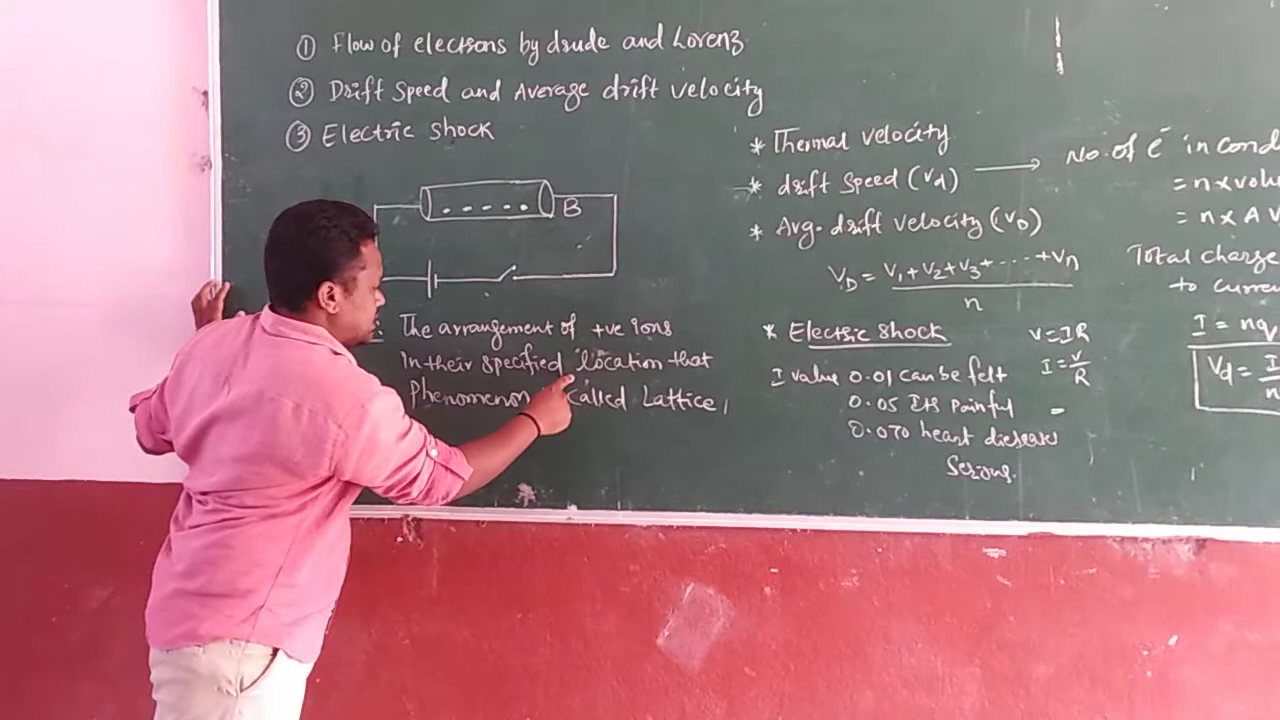 ① Flow of electrons by drude and Lorenz
② Drift Speed and Average drift velocity
③ Electric shock
B
: The arrangement of +ve ions
In their specified location that
Phenomenon called Lattice,
* Thermal velocity
* drift speed (Vd) → No. of e⁻ in cond
= n x volu
= n x A V
* Avg. drift velocity (VD)
VD = V1 + V2 + V3 + ...... + Vn / n
Total charge
to curre
I = nq
Vd = I / n
* Electric shock
V = IR
I = V/R
I value 0.01 can be felt
0.05 Its Painful =
0.070 heart dieseases
Serious.